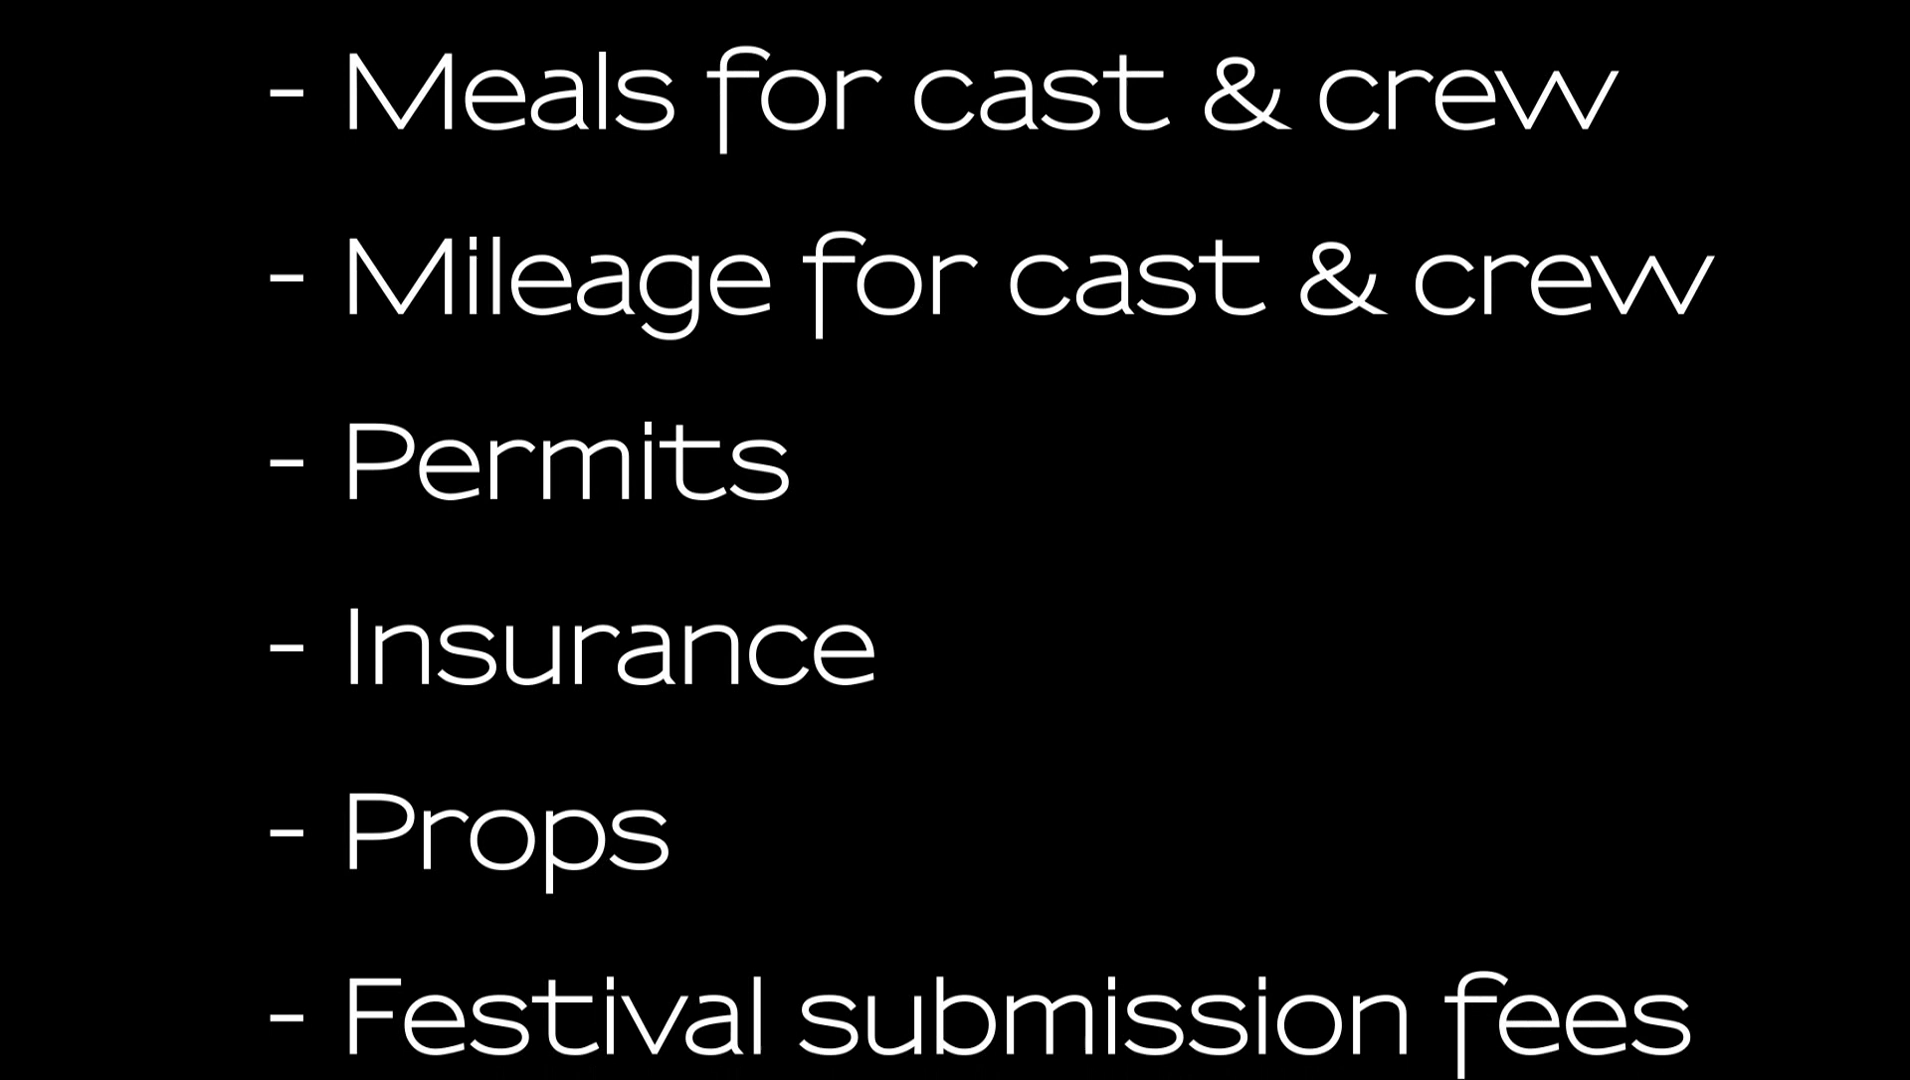 - Meals for cast & crew
- Mileage for cast & crew
- Permits
- Insurance
- Props
- Festival submission fees